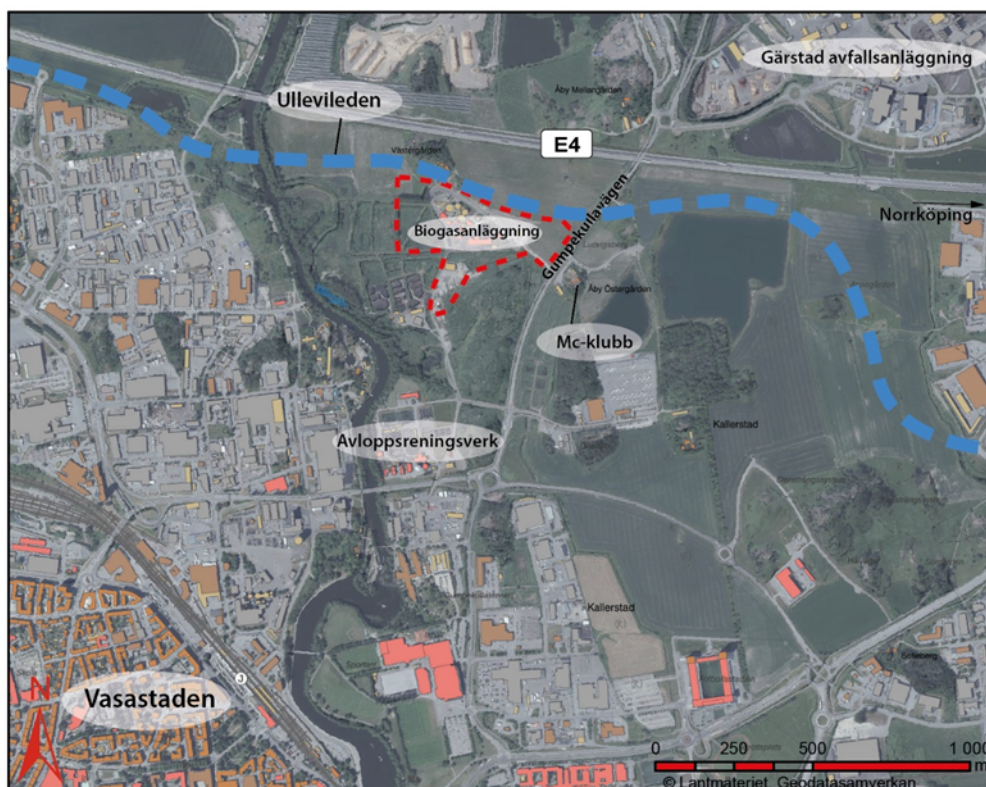 Gärstad avfallsanläggning
Åby Mellangården
Ullevileden
E4
Västergården
Gumpekullavägen
Norrköping
Biogasanläggning
Ludvigsberg
Åby Östergården
Mc-klubb
Kallerstad
Avloppsreningsverk
Kallerstad
Vasastaden
N
J
0 250 500 1 000
m
© Lantmäteriet, Geodatasamverkan